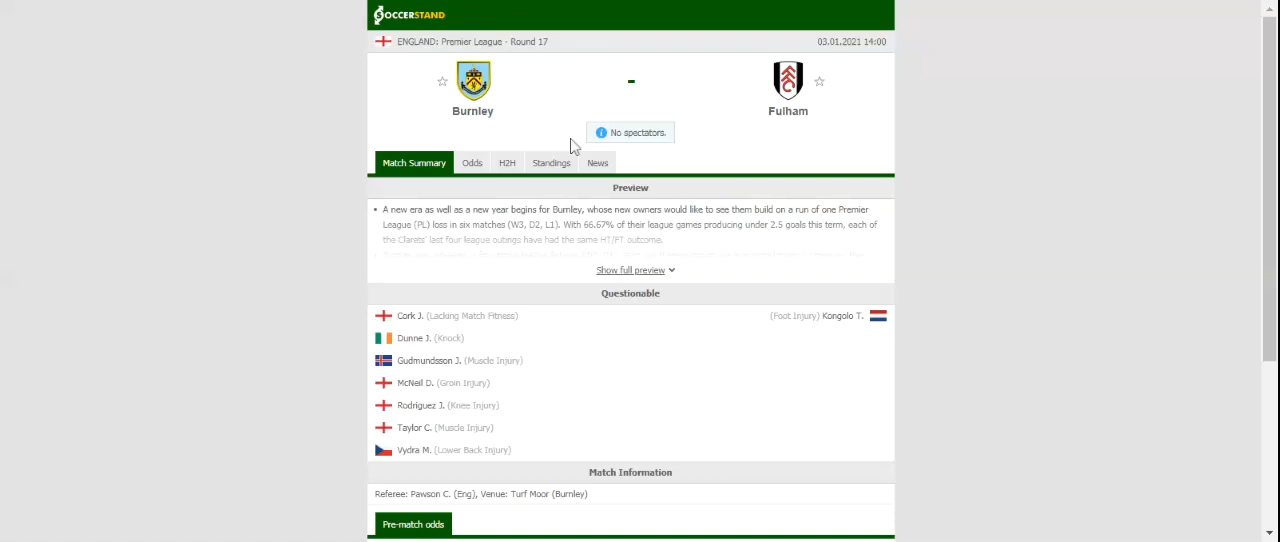 SOCCERSTAND
ENGLAND: Premier League - Round 17 03.01.2021 14:00
Burnley - Fulham
No spectators.
Match Summary Odds H2H Standings News
Preview
• A new era as well as a new year begins for Burnley, whose new owners would like to see them build on a run of one Premier
League (PL) loss in six matches (W3, D2, L1). With 66.67% of their league games producing under 2.5 goals this term, each of
the Clarets' last four league outings have had the same HT/FT outcome.
Show full preview
Questionable
Cork J. (Lacking Match Fitness) (Foot Injury) Kongolo T.
Dunne J. (Knock)
Gudmundsson J. (Muscle Injury)
McNeil D. (Groin Injury)
Rodriguez J. (Knee Injury)
Taylor C. (Muscle Injury)
Vydra M. (Lower Back Injury)
Match Information
Referee: Pawson C. (Eng), Venue: Turf Moor (Burnley)
Pre-match odds